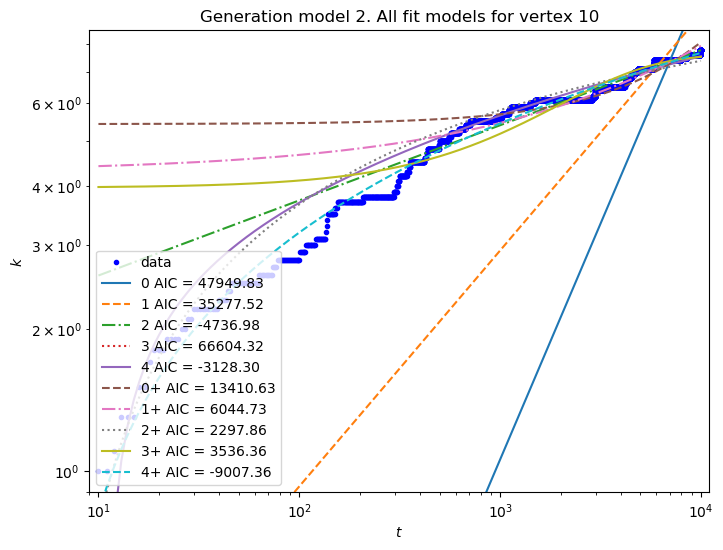 Generation model 2. All fit models for vertex 10
6 × 10⁰
4 × 10⁰
3 × 10⁰
2 × 10⁰
10⁰
k
data
0 AIC = 47949.83
1 AIC = 35277.52
2 AIC = -4736.98
3 AIC = 66604.32
4 AIC = -3128.30
0+ AIC = 13410.63
1+ AIC = 6044.73
2+ AIC = 2297.86
3+ AIC = 3536.36
4+ AIC = -9007.36
10¹ 10² 10³ 10⁴
t